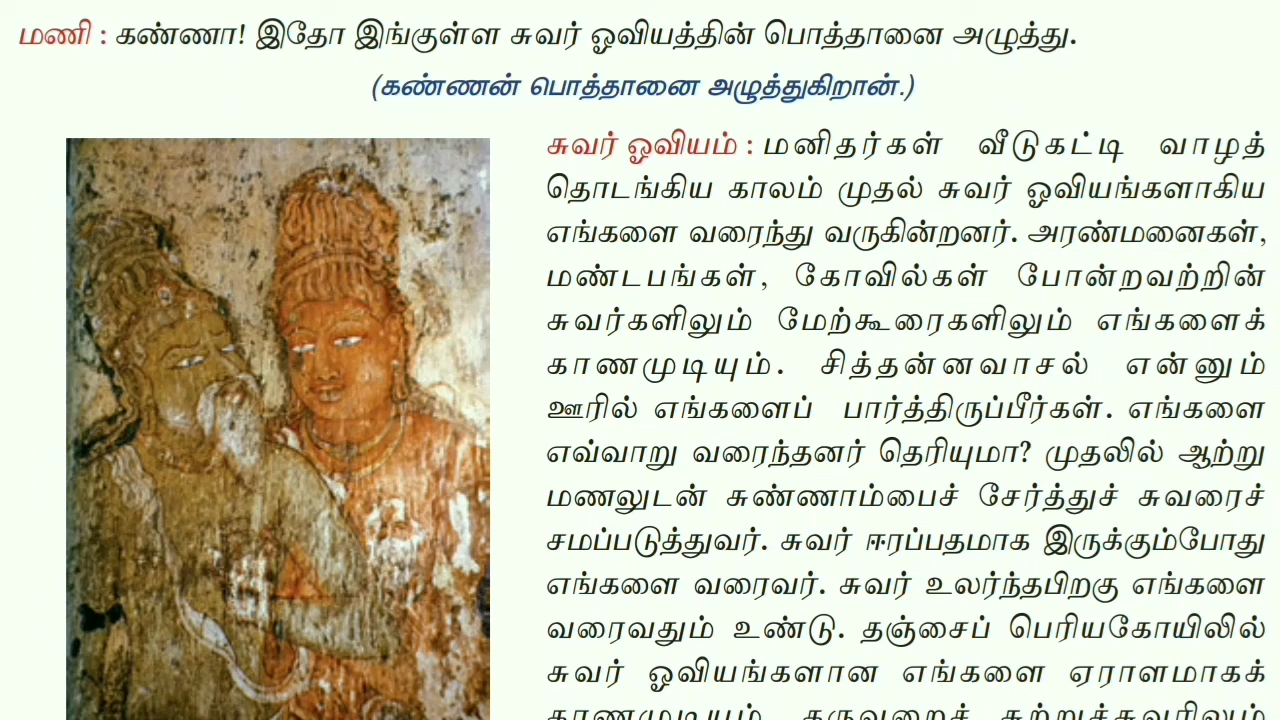 மணி : கண்ணா! இதோ இங்குள்ள சுவர் ஓவியத்தின் பொத்தானை அழுத்து.
(கண்ணன் பொத்தானை அழுத்துகிறான்.)
சுவர் ஓவியம் : மனிதர்கள் வீடுகட்டி வாழத்
தொடங்கிய காலம் முதல் சுவர் ஓவியங்களாகிய
எங்களை வரைந்து வருகின்றனர். அரண்மனைகள்,
மண்டபங்கள், கோவில்கள் போன்றவற்றின்
சுவர்களிலும் மேற்கூரைகளிலும் எங்களைக்
காணமுடியும். சித்தன்னவாசல் என்னும்
ஊரில் எங்களைப் பார்த்திருப்பீர்கள். எங்களை
எவ்வாறு வரைந்தனர் தெரியுமா? முதலில் ஆற்று
மணலுடன் சுண்ணாம்பைச் சேர்த்துச் சுவரைச்
சமப்படுத்துவர். சுவர் ஈரப்பதமாக இருக்கும்போது
எங்களை வரைவர். சுவர் உலர்ந்தபிறகு எங்களை
வரைவதும் உண்டு. தஞ்சைப் பெரியகோயிலில்
சுவர் ஓவியங்களான எங்களை ஏராளமாகக்
காணமுடியும். கருவறைச் சுற்றுச்சுவரிலும்